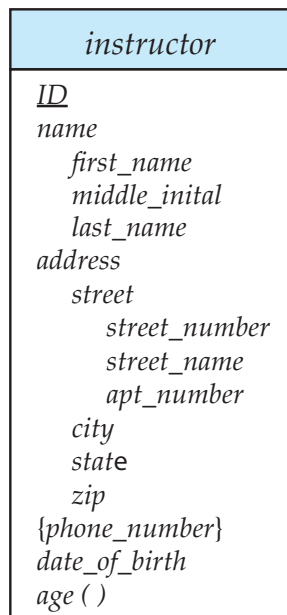 instructor
ID
name
first_name
middle_inital
last_name
address
street
street_number
street_name
apt_number
city
state
zip
{phone_number}
date_of_birth
age ( )